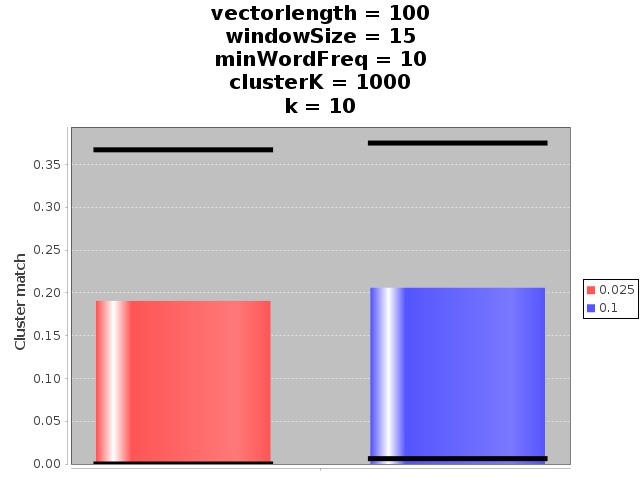 vectorlength = 100
windowSize = 15
minWordFreq = 10
clusterK = 1000
k = 10
0.35
0.30
0.25
0.20
0.15
0.10
0.05
0.00
Cluster match
0.025
0.1